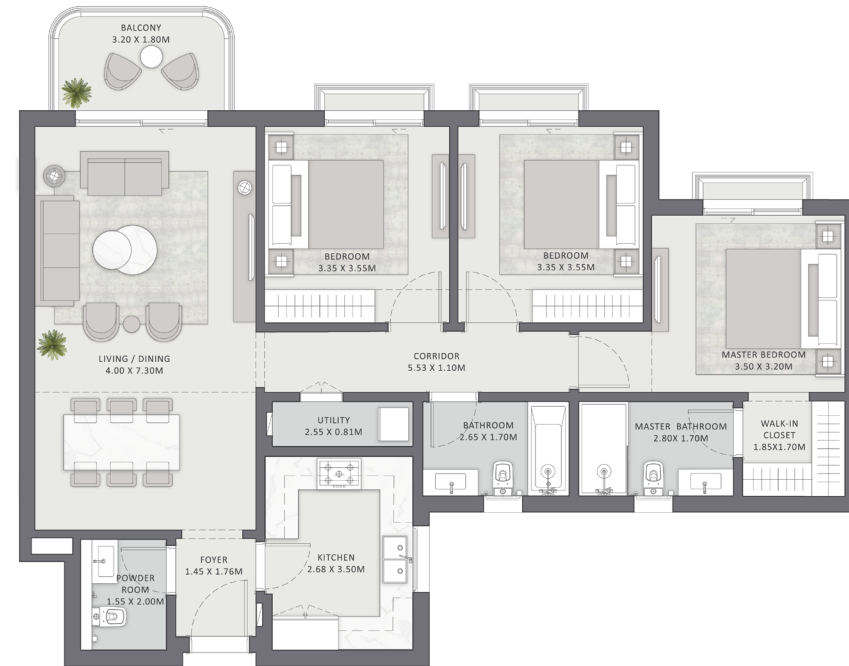 BALCONY
3.20 X 1.80M
BEDROOM
3.35 X 3.55M
BEDROOM
3.35 X 3.55M
LIVING / DINING
4.00 X 7.30M
CORRIDOR
5.53 X 1.10M
MASTER BEDROOM
3.50 X 3.20M
UTILITY
2.55 X 0.81M
BATHROOM
2.65 X 1.70M
MASTER BATHROOM
2.80X 1.70M
WALK-IN
CLOSET
1.85X1.70M
POWDER
ROOM
1.55 X 2.00M
FOYER
1.45 X 1.76M
KITCHEN
2.68 X 3.50M